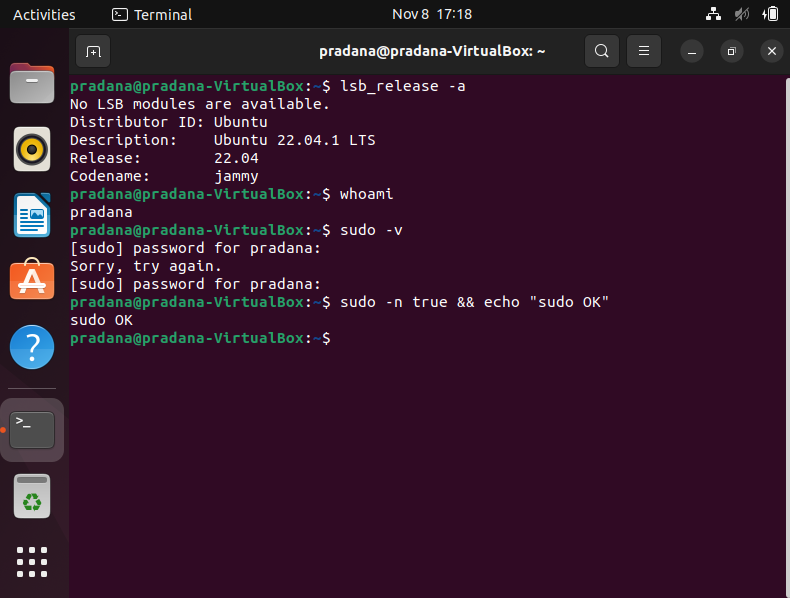 Activities Terminal Nov 8 17:18
pradana@pradana-VirtualBox: ~
pradana@pradana-VirtualBox:~$ lsb_release -a
No LSB modules are available.
Distributor ID: Ubuntu
Description:    Ubuntu 22.04.1 LTS
Release:        22.04
Codename:       jammy
pradana@pradana-VirtualBox:~$ whoami
pradana
pradana@pradana-VirtualBox:~$ sudo -v
[sudo] password for pradana:
Sorry, try again.
[sudo] password for pradana:
pradana@pradana-VirtualBox:~$ sudo -n true && echo "sudo OK"
sudo OK
pradana@pradana-VirtualBox:~$